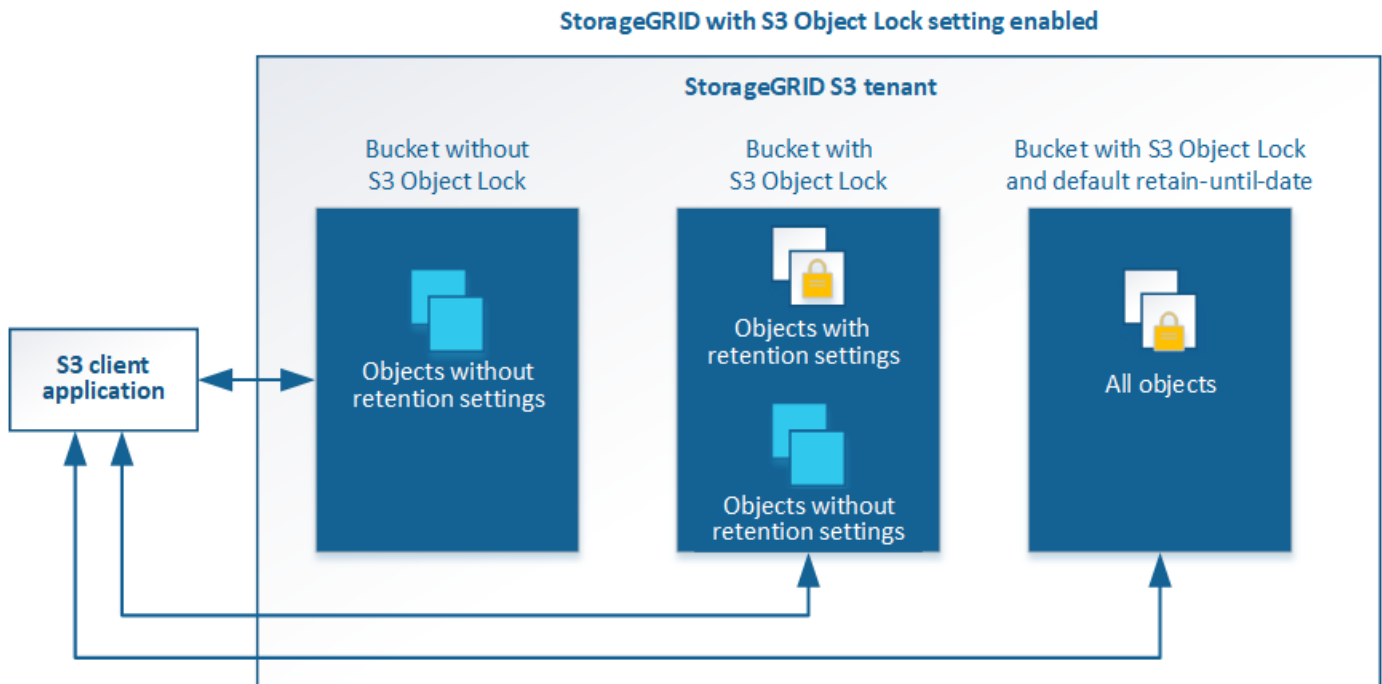 StorageGRID with S3 Object Lock setting enabled
StorageGRID S3 tenant
Bucket without
S3 Object Lock
Bucket with
S3 Object Lock
Bucket with S3 Object Lock
and default retain-until-date
S3 client
application
Objects without
retention settings
Objects with
retention settings
Objects without
retention settings
All objects